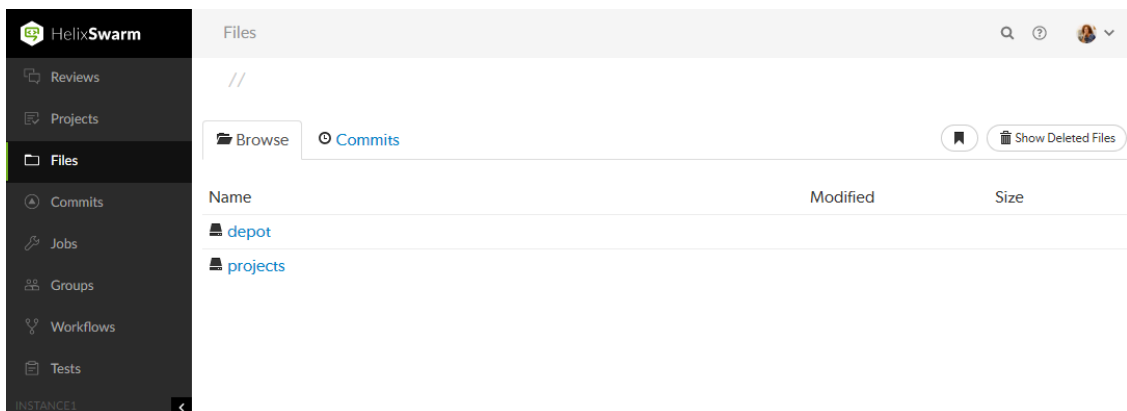 HelixSwarm
Files
Reviews
//
Projects
Browse
Commits
Show Deleted Files
Files
Name
Modified
Size
Commits
depot
Jobs
projects
Groups
Workflows
Tests
INSTANCE1